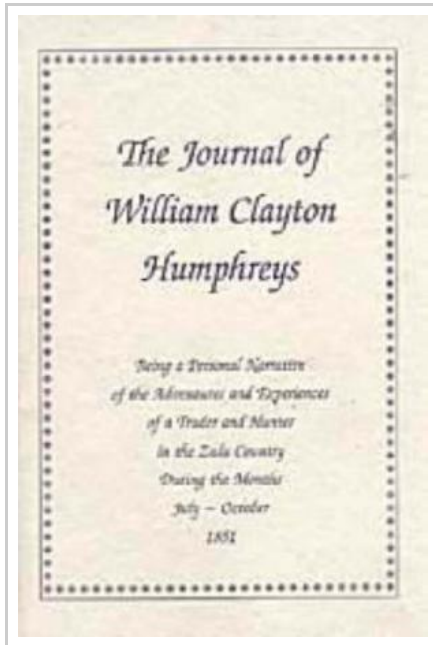 The Journal of
William Clayton
Humphreys
Being a Personal Narrative
of the Adventures and Experiences
of a Trader and Hunter
in the Zulu Country
During the Months
July – October
1851